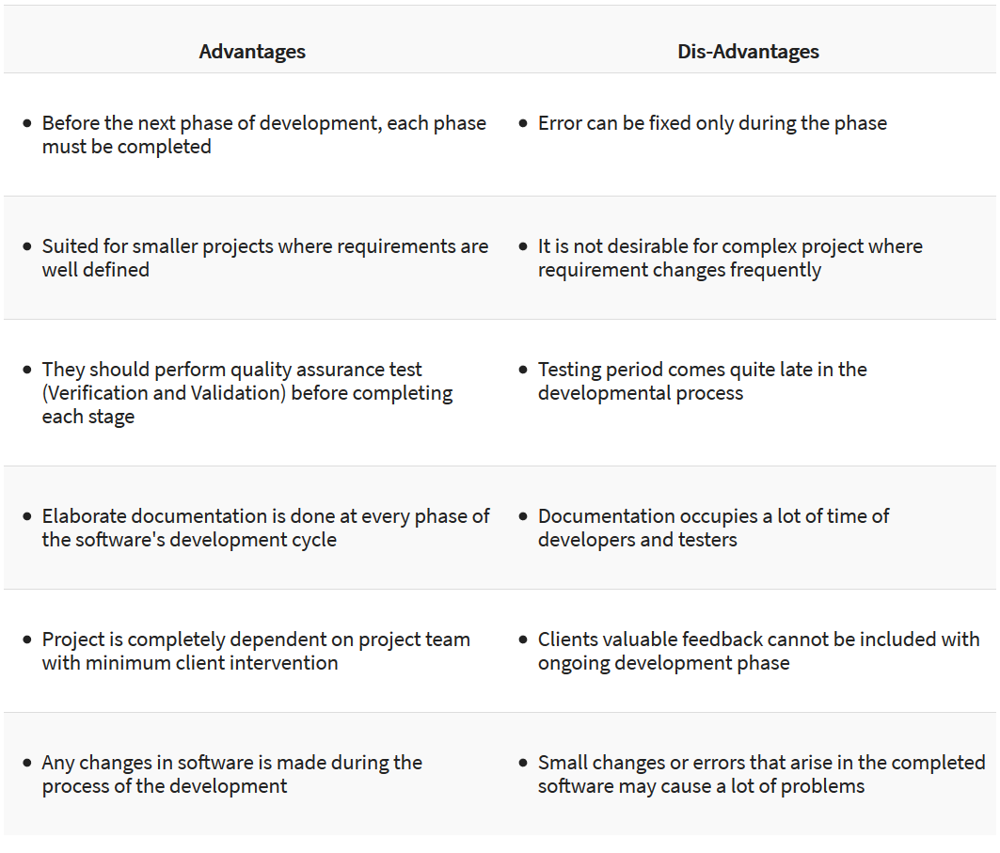 Advantages
Dis-Advantages
• Before the next phase of development, each phase
must be completed
• Error can be fixed only during the phase
• Suited for smaller projects where requirements are
well defined
• It is not desirable for complex project where
requirement changes frequently
• They should perform quality assurance test
(Verification and Validation) before completing
each stage
• Testing period comes quite late in the
developmental process
• Elaborate documentation is done at every phase of
the software's development cycle
• Documentation occupies a lot of time of
developers and testers
• Project is completely dependent on project team
with minimum client intervention
• Clients valuable feedback cannot be included with
ongoing development phase
• Any changes in software is made during the
process of the development
• Small changes or errors that arise in the completed
software may cause a lot of problems